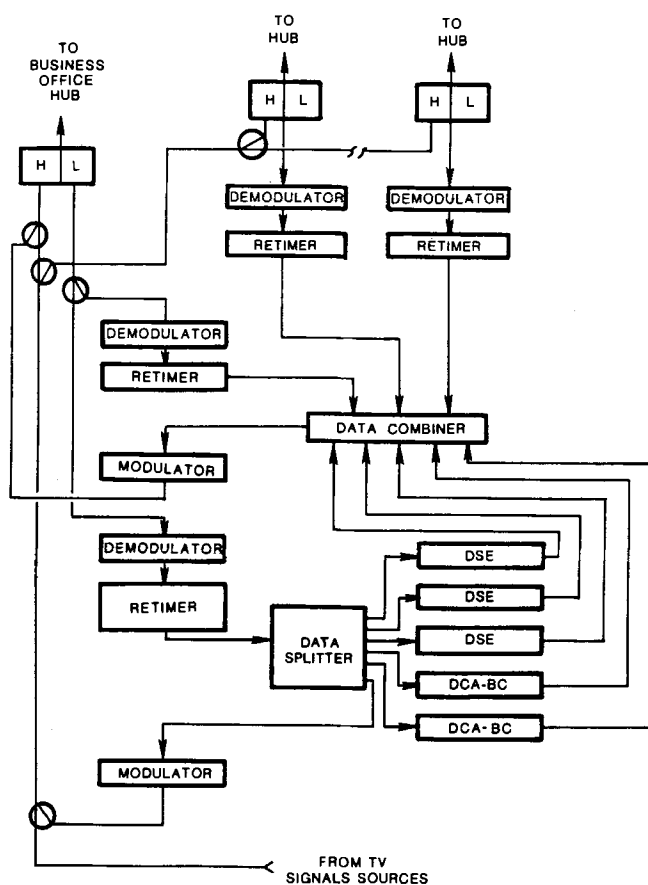 TO
HUB
TO
HUB
TO
BUSINESS
OFFICE
HUB
H L
H L
H L
DEMODULATOR
DEMODULATOR
RETIMER
RETIMER
DEMODULATOR
RETIMER
DATA COMBINER
MODULATOR
DEMODULATOR
DSE
RETIMER
DSE
DATA
SPLITTER
DSE
DCA-BC
DCA-BC
MODULATOR
FROM TV
SIGNALS SOURCES